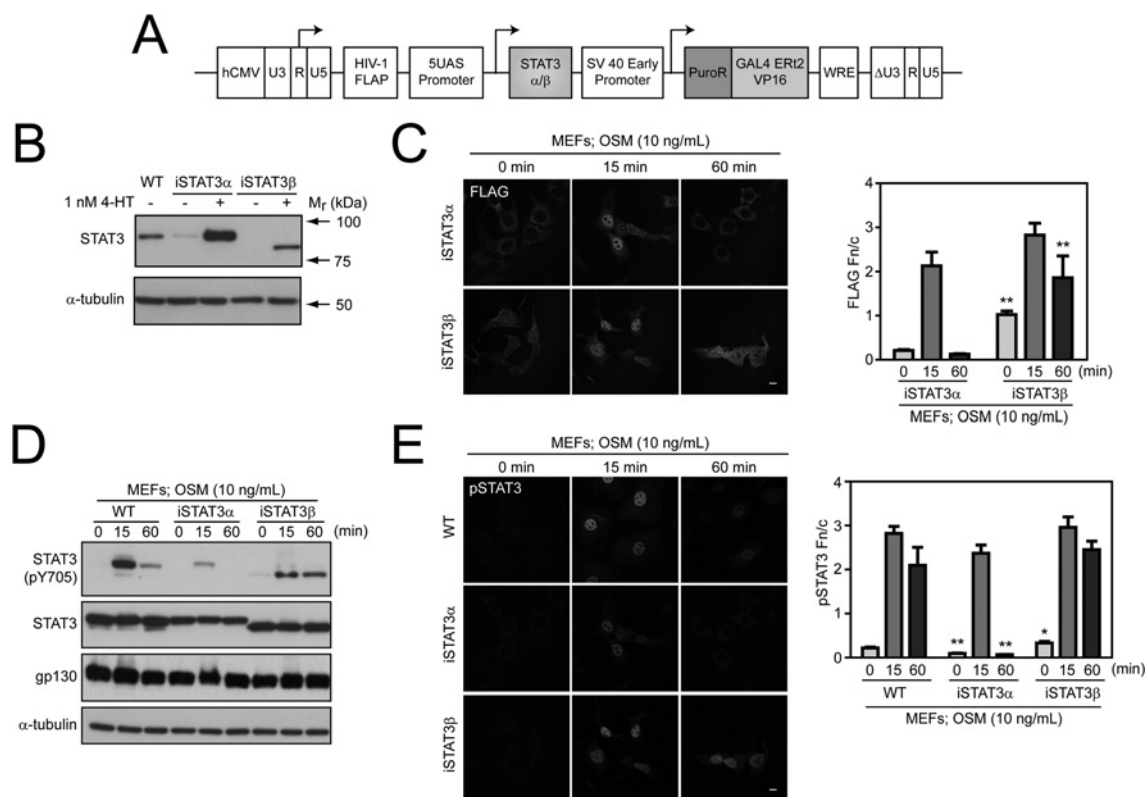 A
hCMV U3 R U5 HIV-1 FLAP 5UAS Promoter STAT3 α/β SV 40 Early Promoter PuroR GAL4 ERt2 VP16 WRE ΔU3 R U5
B
WT iSTAT3α iSTAT3β
1 nM 4-HT - - + - + Mr (kDa)
STAT3
100
75
α-tubulin
50
C
MEFs; OSM (10 ng/mL)
0 min 15 min 60 min
FLAG
iSTAT3α
iSTAT3β
FLAG Fn/c
4
3
2
1
0
**
**
0 15 60 0 15 60 (min)
iSTAT3α iSTAT3β
MEFs; OSM (10 ng/mL)
D
MEFs; OSM (10 ng/mL)
WT iSTAT3α iSTAT3β
0 15 60 0 15 60 0 15 60 (min)
STAT3
(pY705)
STAT3
gp130
α-tubulin
E
MEFs; OSM (10 ng/mL)
0 min 15 min 60 min
pSTAT3
WT
iSTAT3α
iSTAT3β
pSTAT3 Fn/c
4
3
2
1
0
** ** *
0 15 60 0 15 60 0 15 60 (min)
WT iSTAT3α iSTAT3β
MEFs; OSM (10 ng/mL)